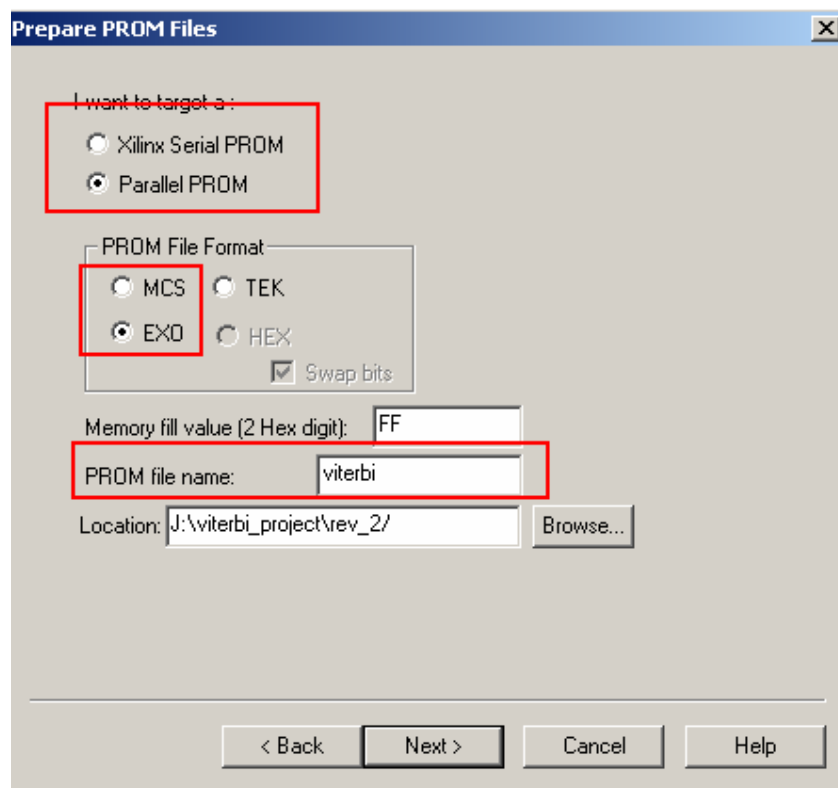 Prepare PROM Files
I want to target a :
Xilinx Serial PROM
Parallel PROM
PROM File Format
MCS TEK
EXO HEX
Swap bits
Memory fill value (2 Hex digit): FF
PROM file name: viterbi
Location: J:\viterbi_project\rev_2/ Browse...
< Back Next > Cancel Help